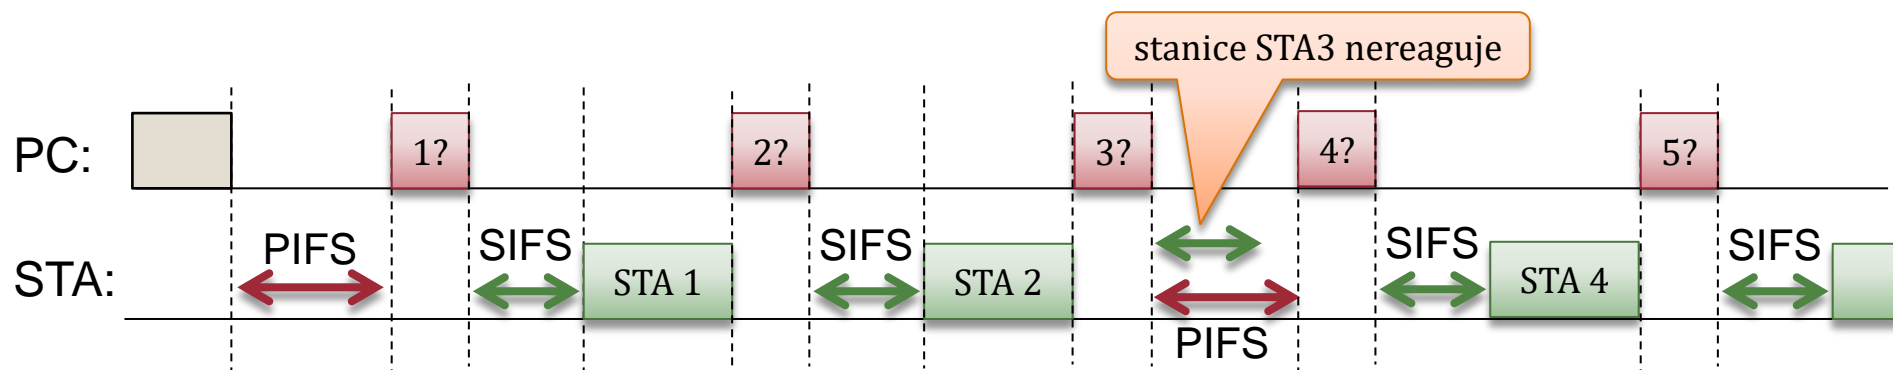 stanice STA3 nereaguje
PC:
1?
2?
3?
4?
5?
STA:
PIFS
SIFS
STA 1
SIFS
STA 2
PIFS
SIFS
STA 4
SIFS